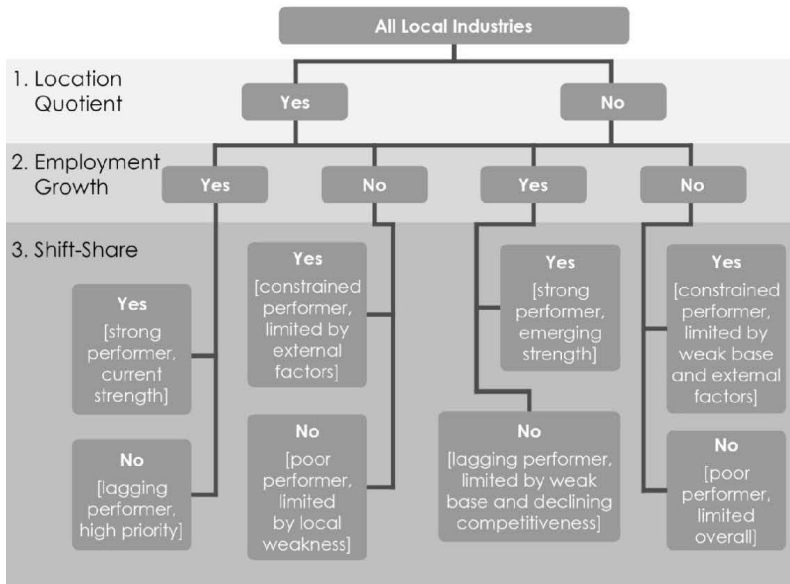 All Local Industries
1. Location
Quotient
Yes
No
2. Employment
Growth
Yes
No
Yes
No
3. Shift-Share
Yes
[strong
performer,
current
strength]
No
[lagging
performer,
high priority]
Yes
[constrained
performer,
limited by
external
factors]
No
[poor
performer,
limited
by local
weakness]
Yes
[strong
performer,
emerging
strength]
No
[lagging performer,
limited by weak
base and declining
competitiveness]
Yes
[constrained
performer,
limited by
weak base
and external
factors]
No
[poor
performer,
limited
overall]